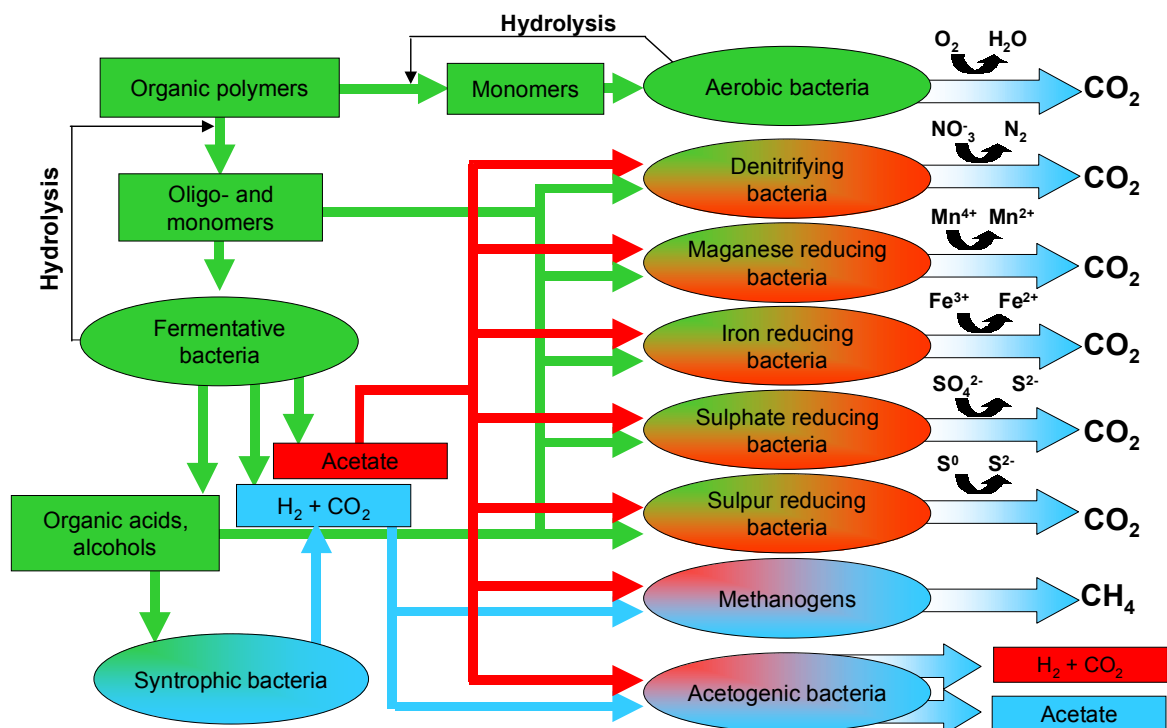 Hydrolysis
Organic polymers
Monomers
Aerobic bacteria
O₂ H₂O
CO₂
Hydrolysis
Oligo- and
monomers
Denitrifying
bacteria
NO⁻₃ N₂
CO₂
Maganese reducing
bacteria
Mn⁴⁺ Mn²⁺
CO₂
Fermentative
bacteria
Iron reducing
bacteria
Fe³⁺ Fe²⁺
CO₂
Sulphate reducing
bacteria
SO₄²⁻ S²⁻
CO₂
Acetate
H₂ + CO₂
Organic acids,
alcohols
Sulpur reducing
bacteria
S⁰ S²⁻
CO₂
Methanogens
CH₄
Syntrophic bacteria
Acetogenic bacteria
H₂ + CO₂
Acetate